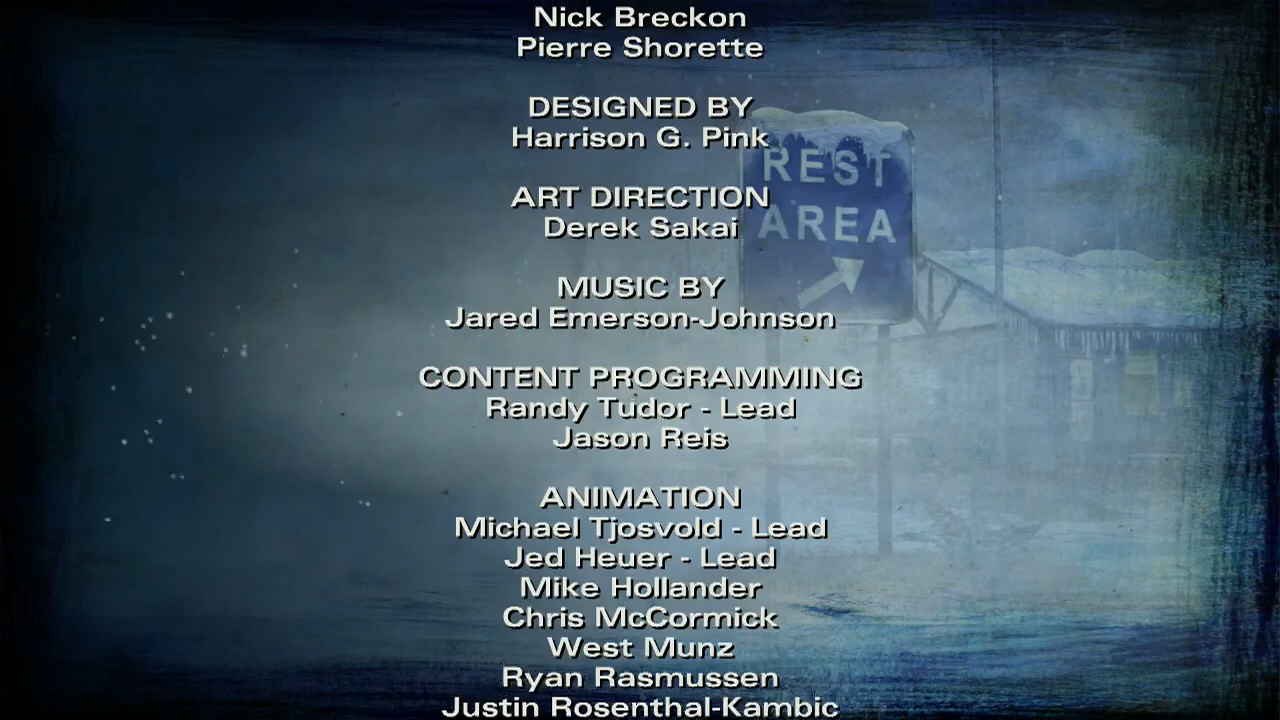 Nick Breckon
Pierre Shorette
DESIGNED BY
Harrison G. Pink
ART DIRECTION
Derek Sakai
MUSIC BY
Jared Emerson-Johnson
CONTENT PROGRAMMING
Randy Tudor - Lead
Jason Reis
ANIMATION
Michael Tjosvold - Lead
Jed Heuer - Lead
Mike Hollander
Chris McCormick
West Munz
Ryan Rasmussen
Justin Rosenthal-Kambic
REST
AREA